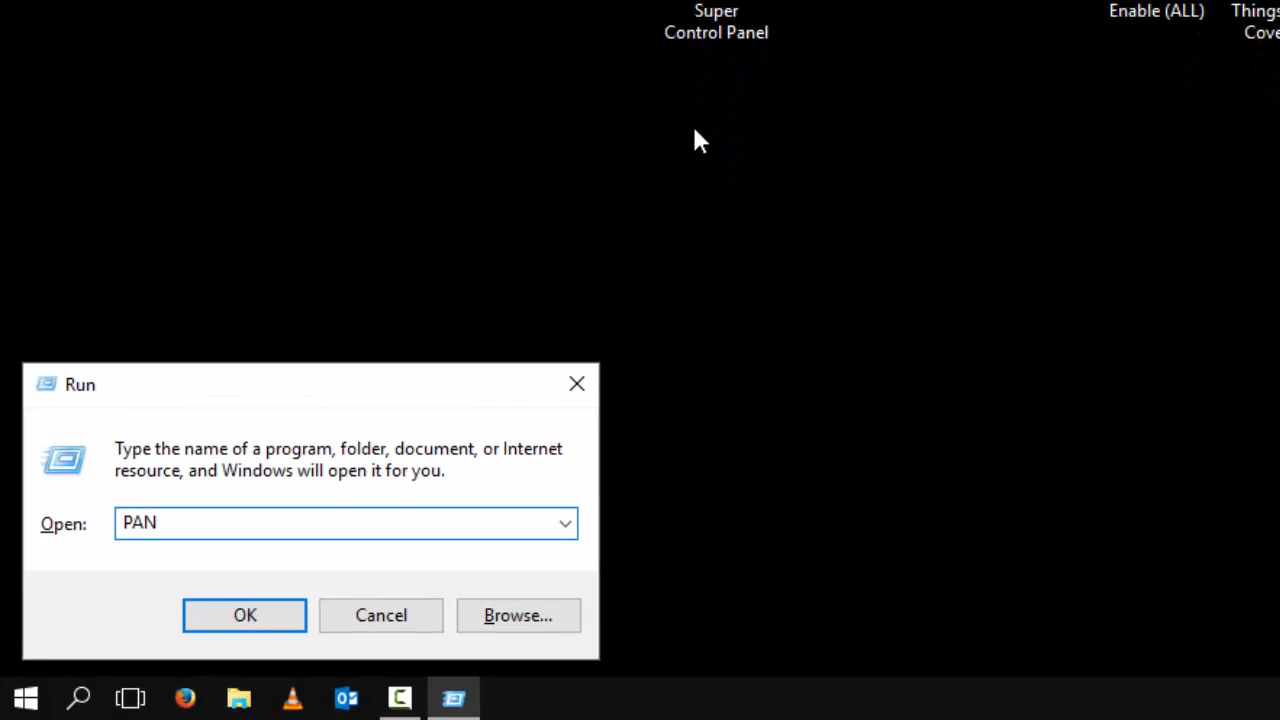 Super
Control Panel
Enable (ALL)
Things
Cove
Run
Type the name of a program, folder, document, or Internet
resource, and Windows will open it for you.
Open:
PAN
OK
Cancel
Browse...